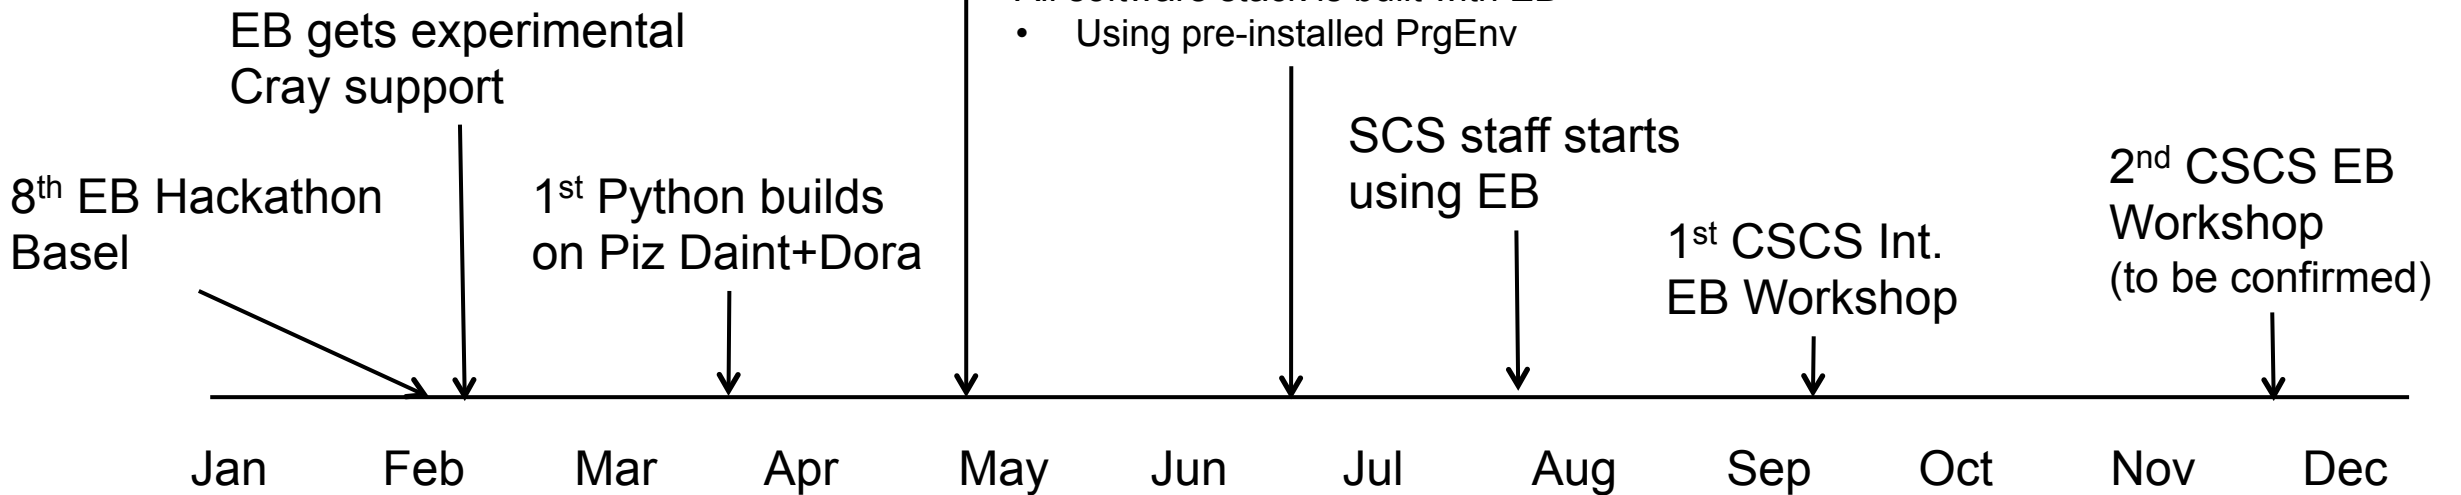 EB gets experimental
Cray support
• Using pre-installed PrgEnv
8th EB Hackathon
Basel
1st Python builds
on Piz Daint+Dora
SCS staff starts
using EB
1st CSCS Int.
EB Workshop
2nd CSCS EB
Workshop
(to be confirmed)
Jan Feb Mar Apr May Jun Jul Aug Sep Oct Nov Dec